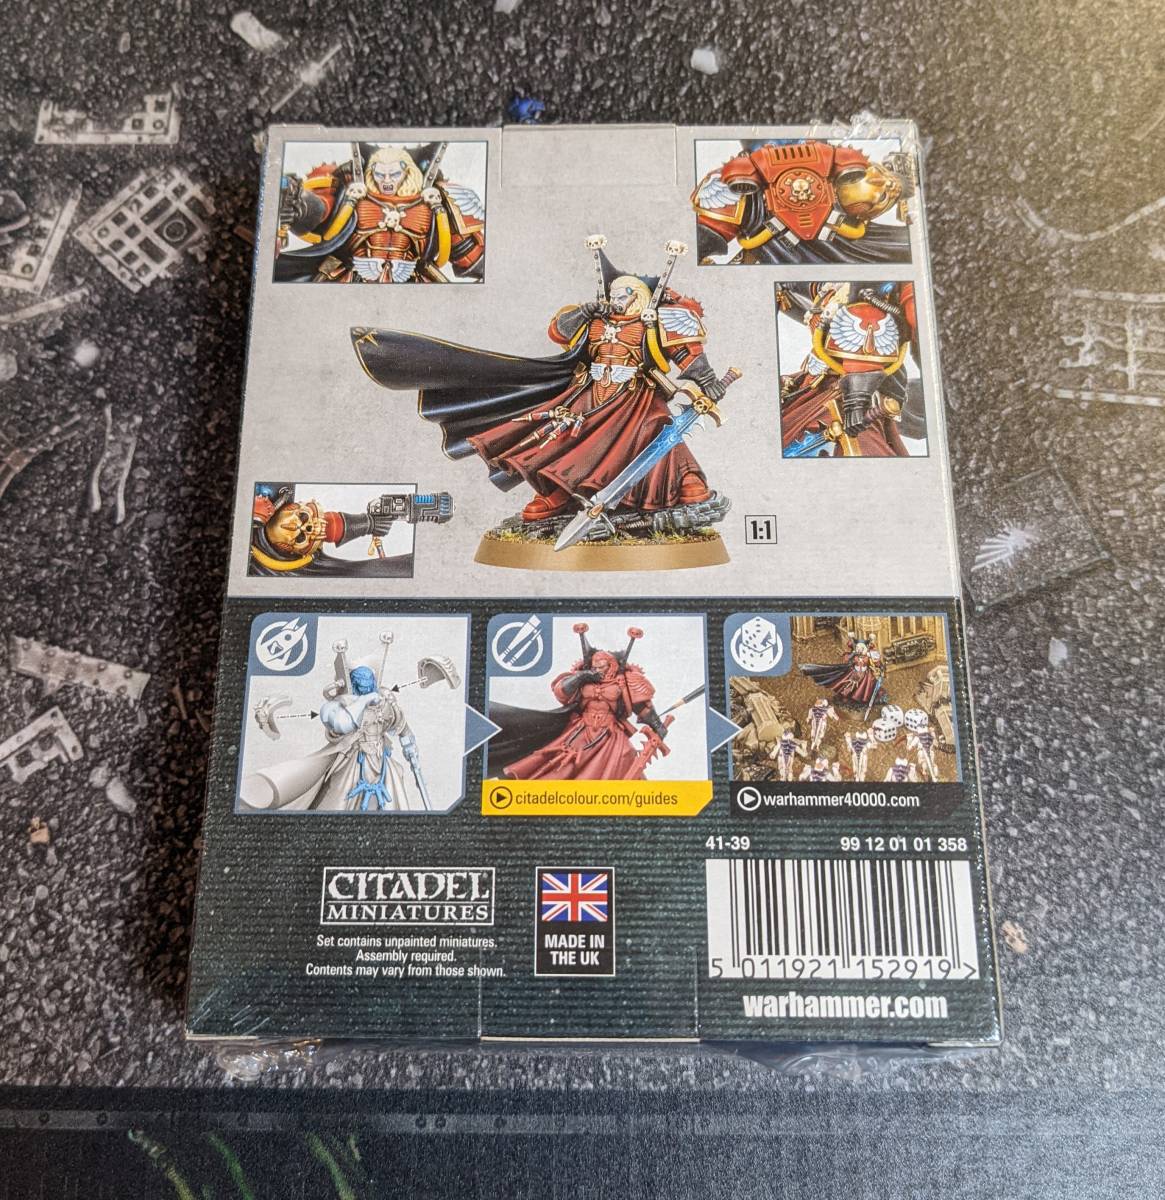 1:1
citadelcolour.com/guides
warhammer40000.com
41-39
99 12 01 01 358
CITADEL
MINIATURES
Set contains unpainted miniatures.
Assembly required.
Contents may vary from those shown.
MADE IN
THE UK
5 011921 152919 >
warhammer.com